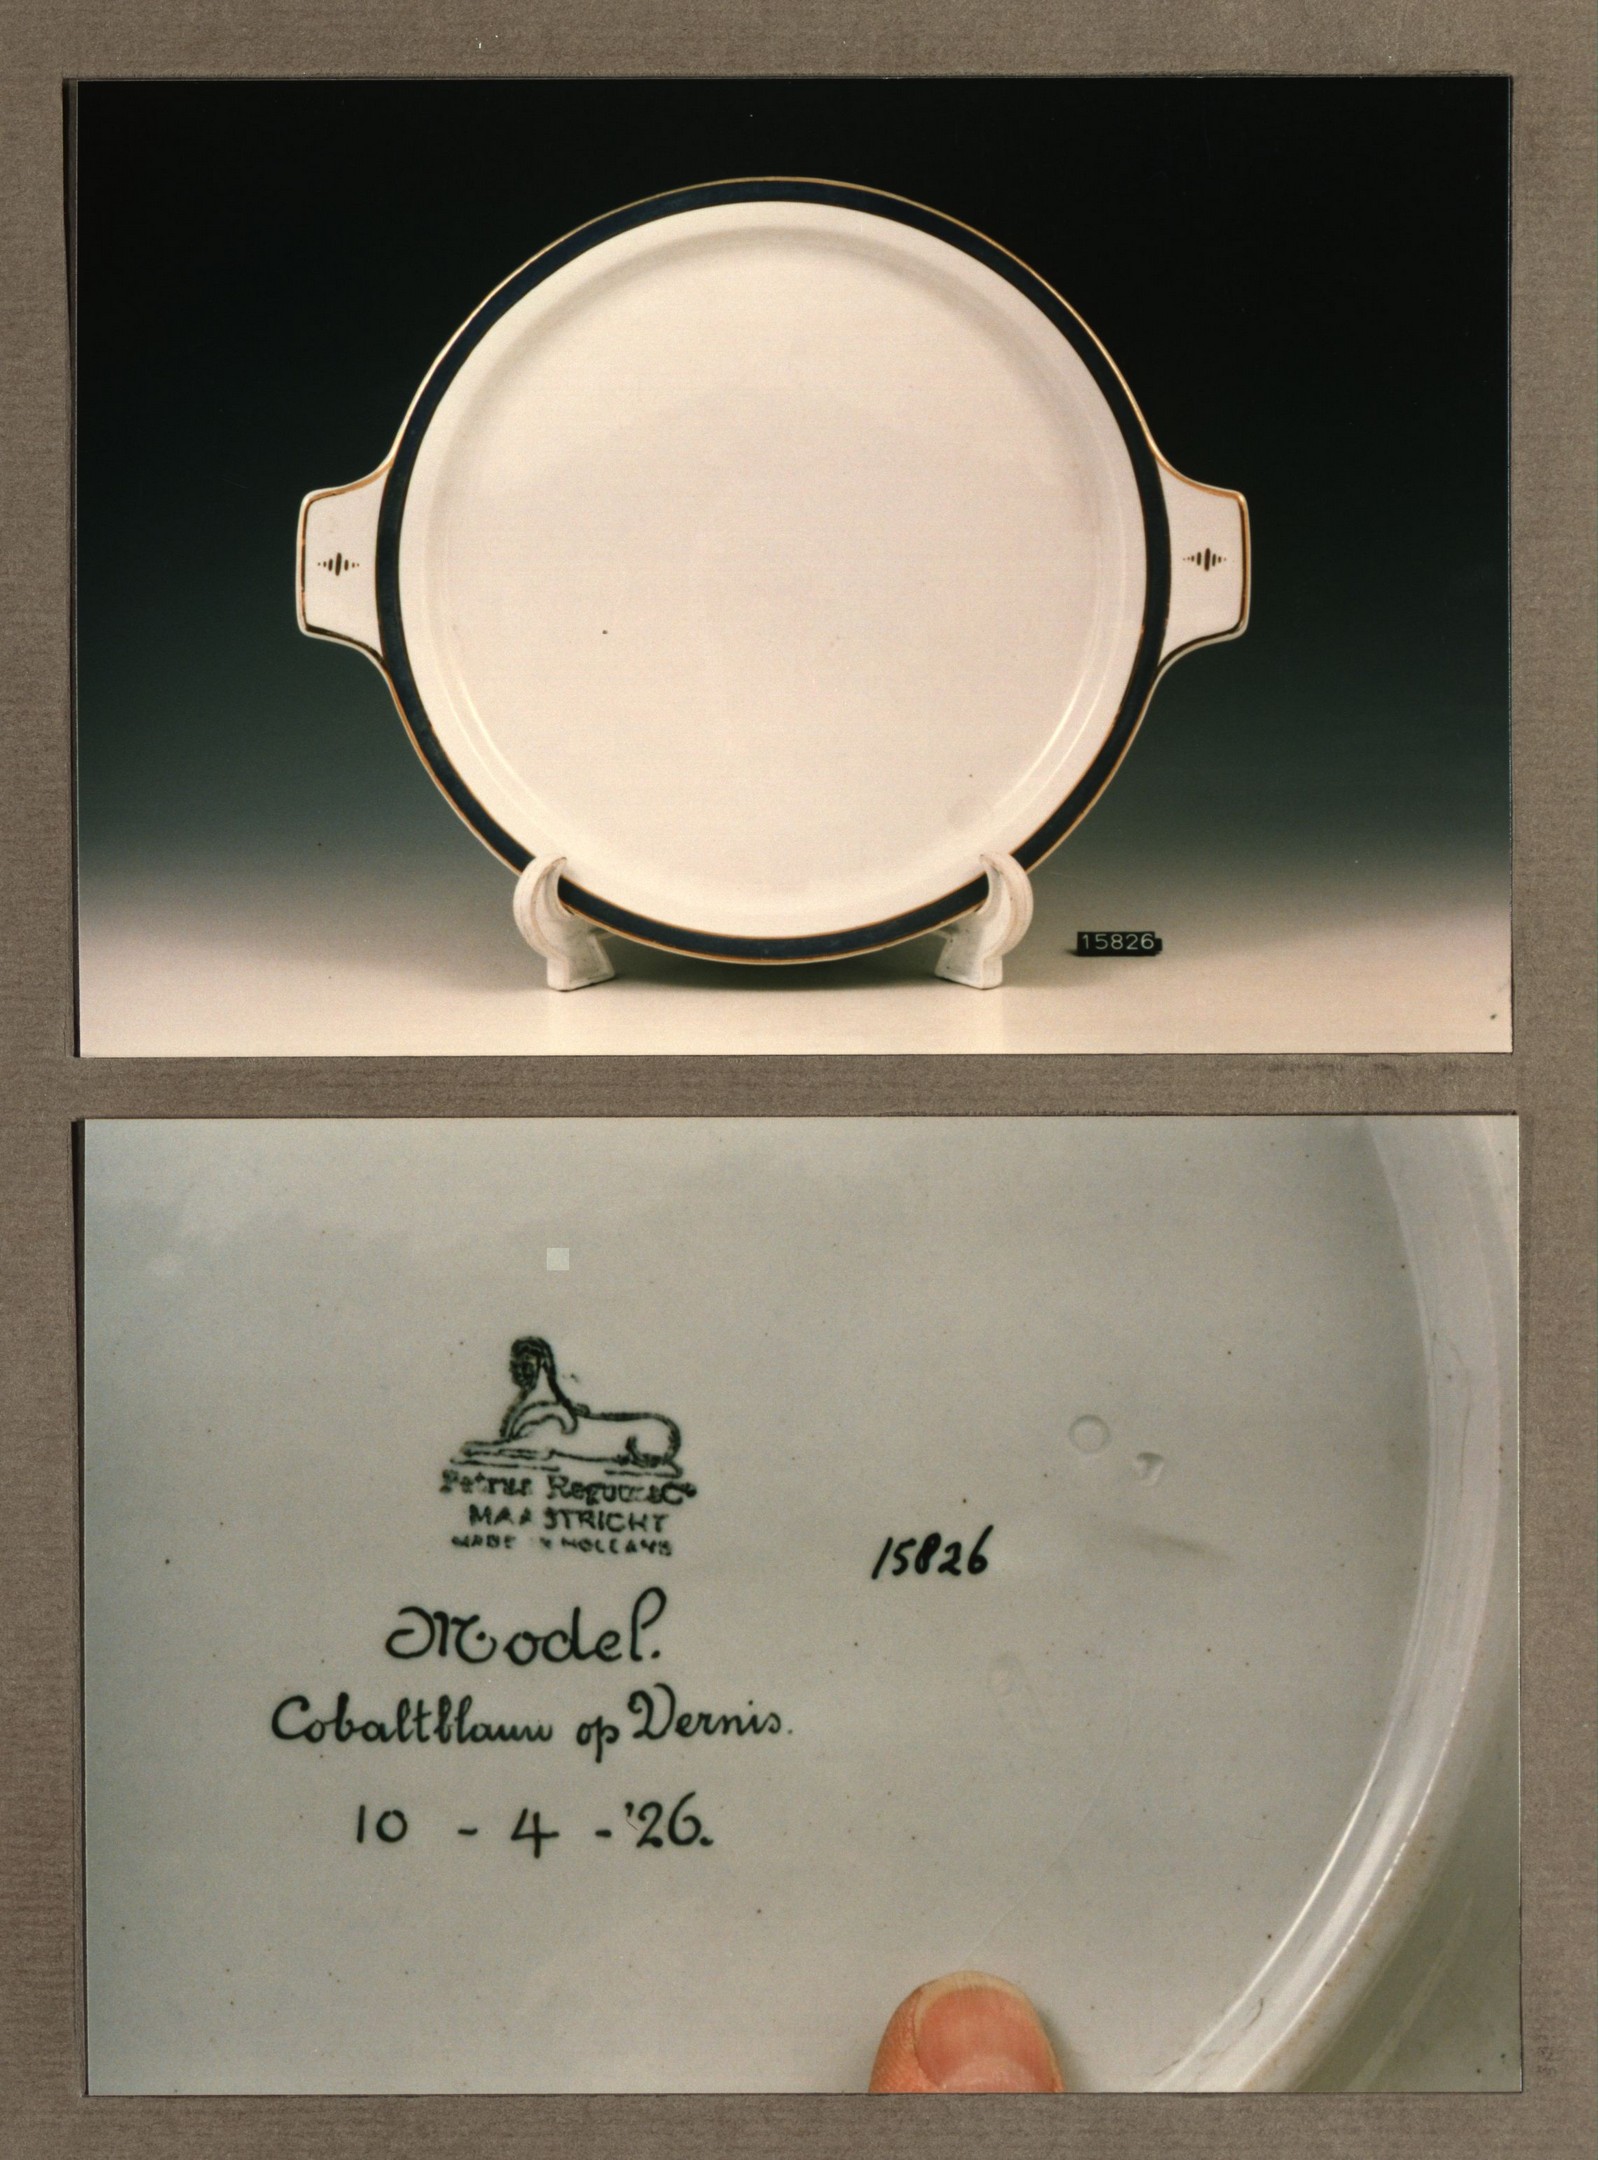 15826
Petrus Regout & Co
MAASTRICHT
MADE IN HOLLAND
15826
Model.
Cobaltblauw op Vernis.
10 - 4 - '26.